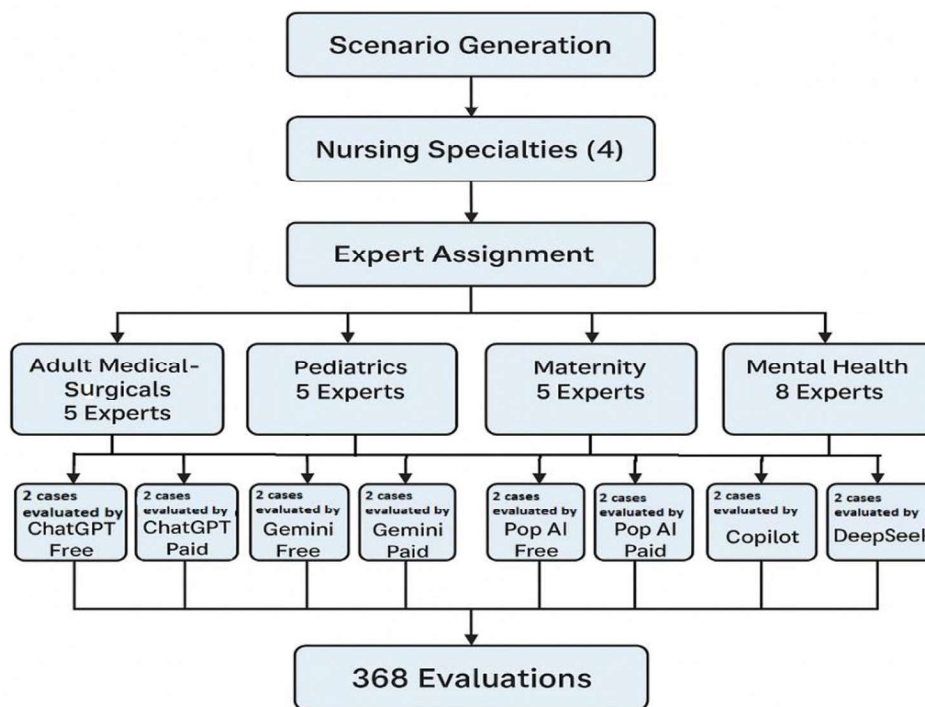 Scenario Generation
Nursing Specialties (4)
Expert Assignment
Adult Medical-
Surgicals
5 Experts
Pediatrics
5 Experts
Maternity
5 Experts
Mental Health
8 Experts
2 cases
evaluated by
ChatGPT
Free
2 cases
evaluated by
ChatGPT
Paid
2 cases
evaluated by
Gemini
Free
2 cases
evaluated by
Gemini
Paid
2 cases
evaluated by
Pop AI
Free
2 cases
evaluated by
Pop AI
Paid
2 cases
evaluated by
Copilot
2 cases
evaluated by
DeepSeek
368 Evaluations